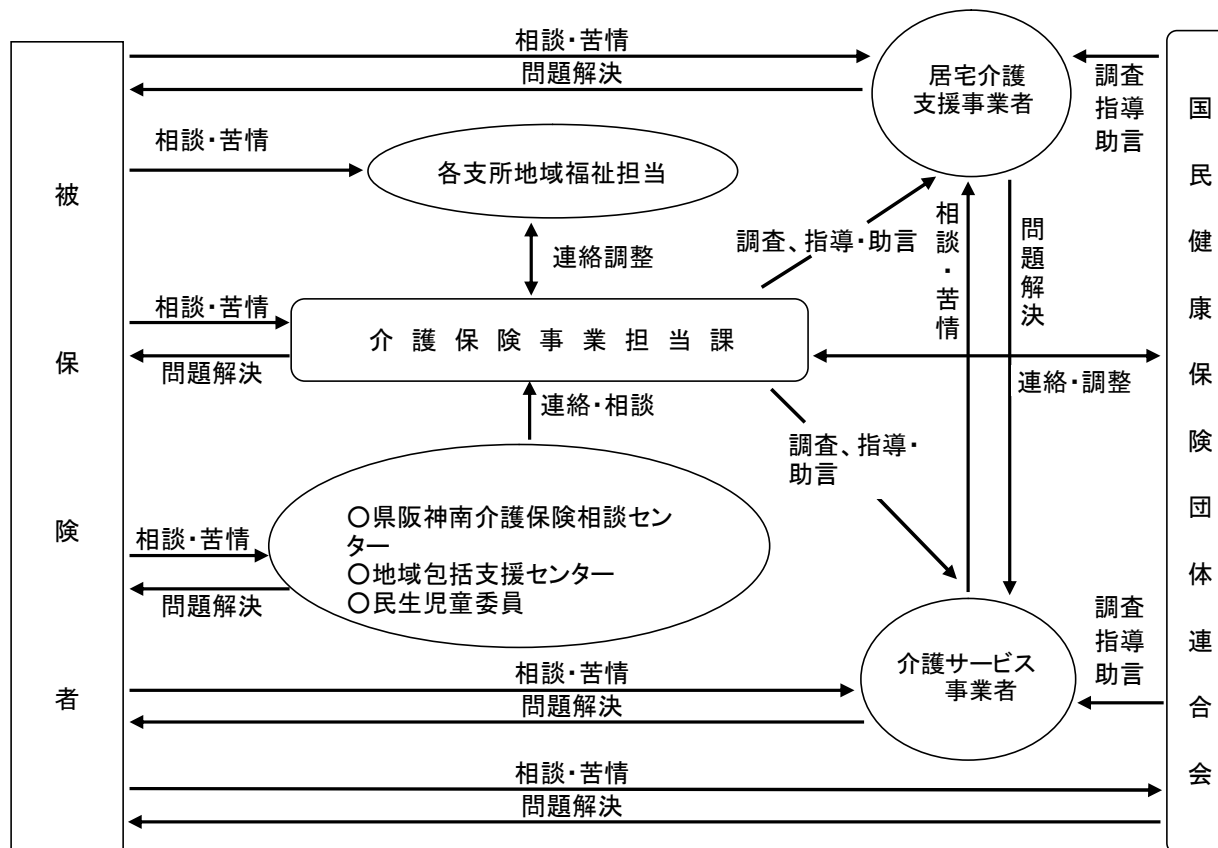 被保険者
相談・苦情
問題解決
居宅介護
支援事業者
調査
指導
助言
国民健康保険団体連合会
相談・苦情
各支所地域福祉担当
連絡調整
調査、指導・助言
相談・苦情
問題解決
相談・苦情
問題解決
介護保険事業担当課
連絡・調整
連絡・相談
調査、指導・
助言
相談・苦情
問題解決
〇県阪神南介護保険相談セン
ター
〇地域包括支援センター
〇民生児童委員
調査
指導
助言
介護サービス
事業者
相談・苦情
問題解決
相談・苦情
問題解決